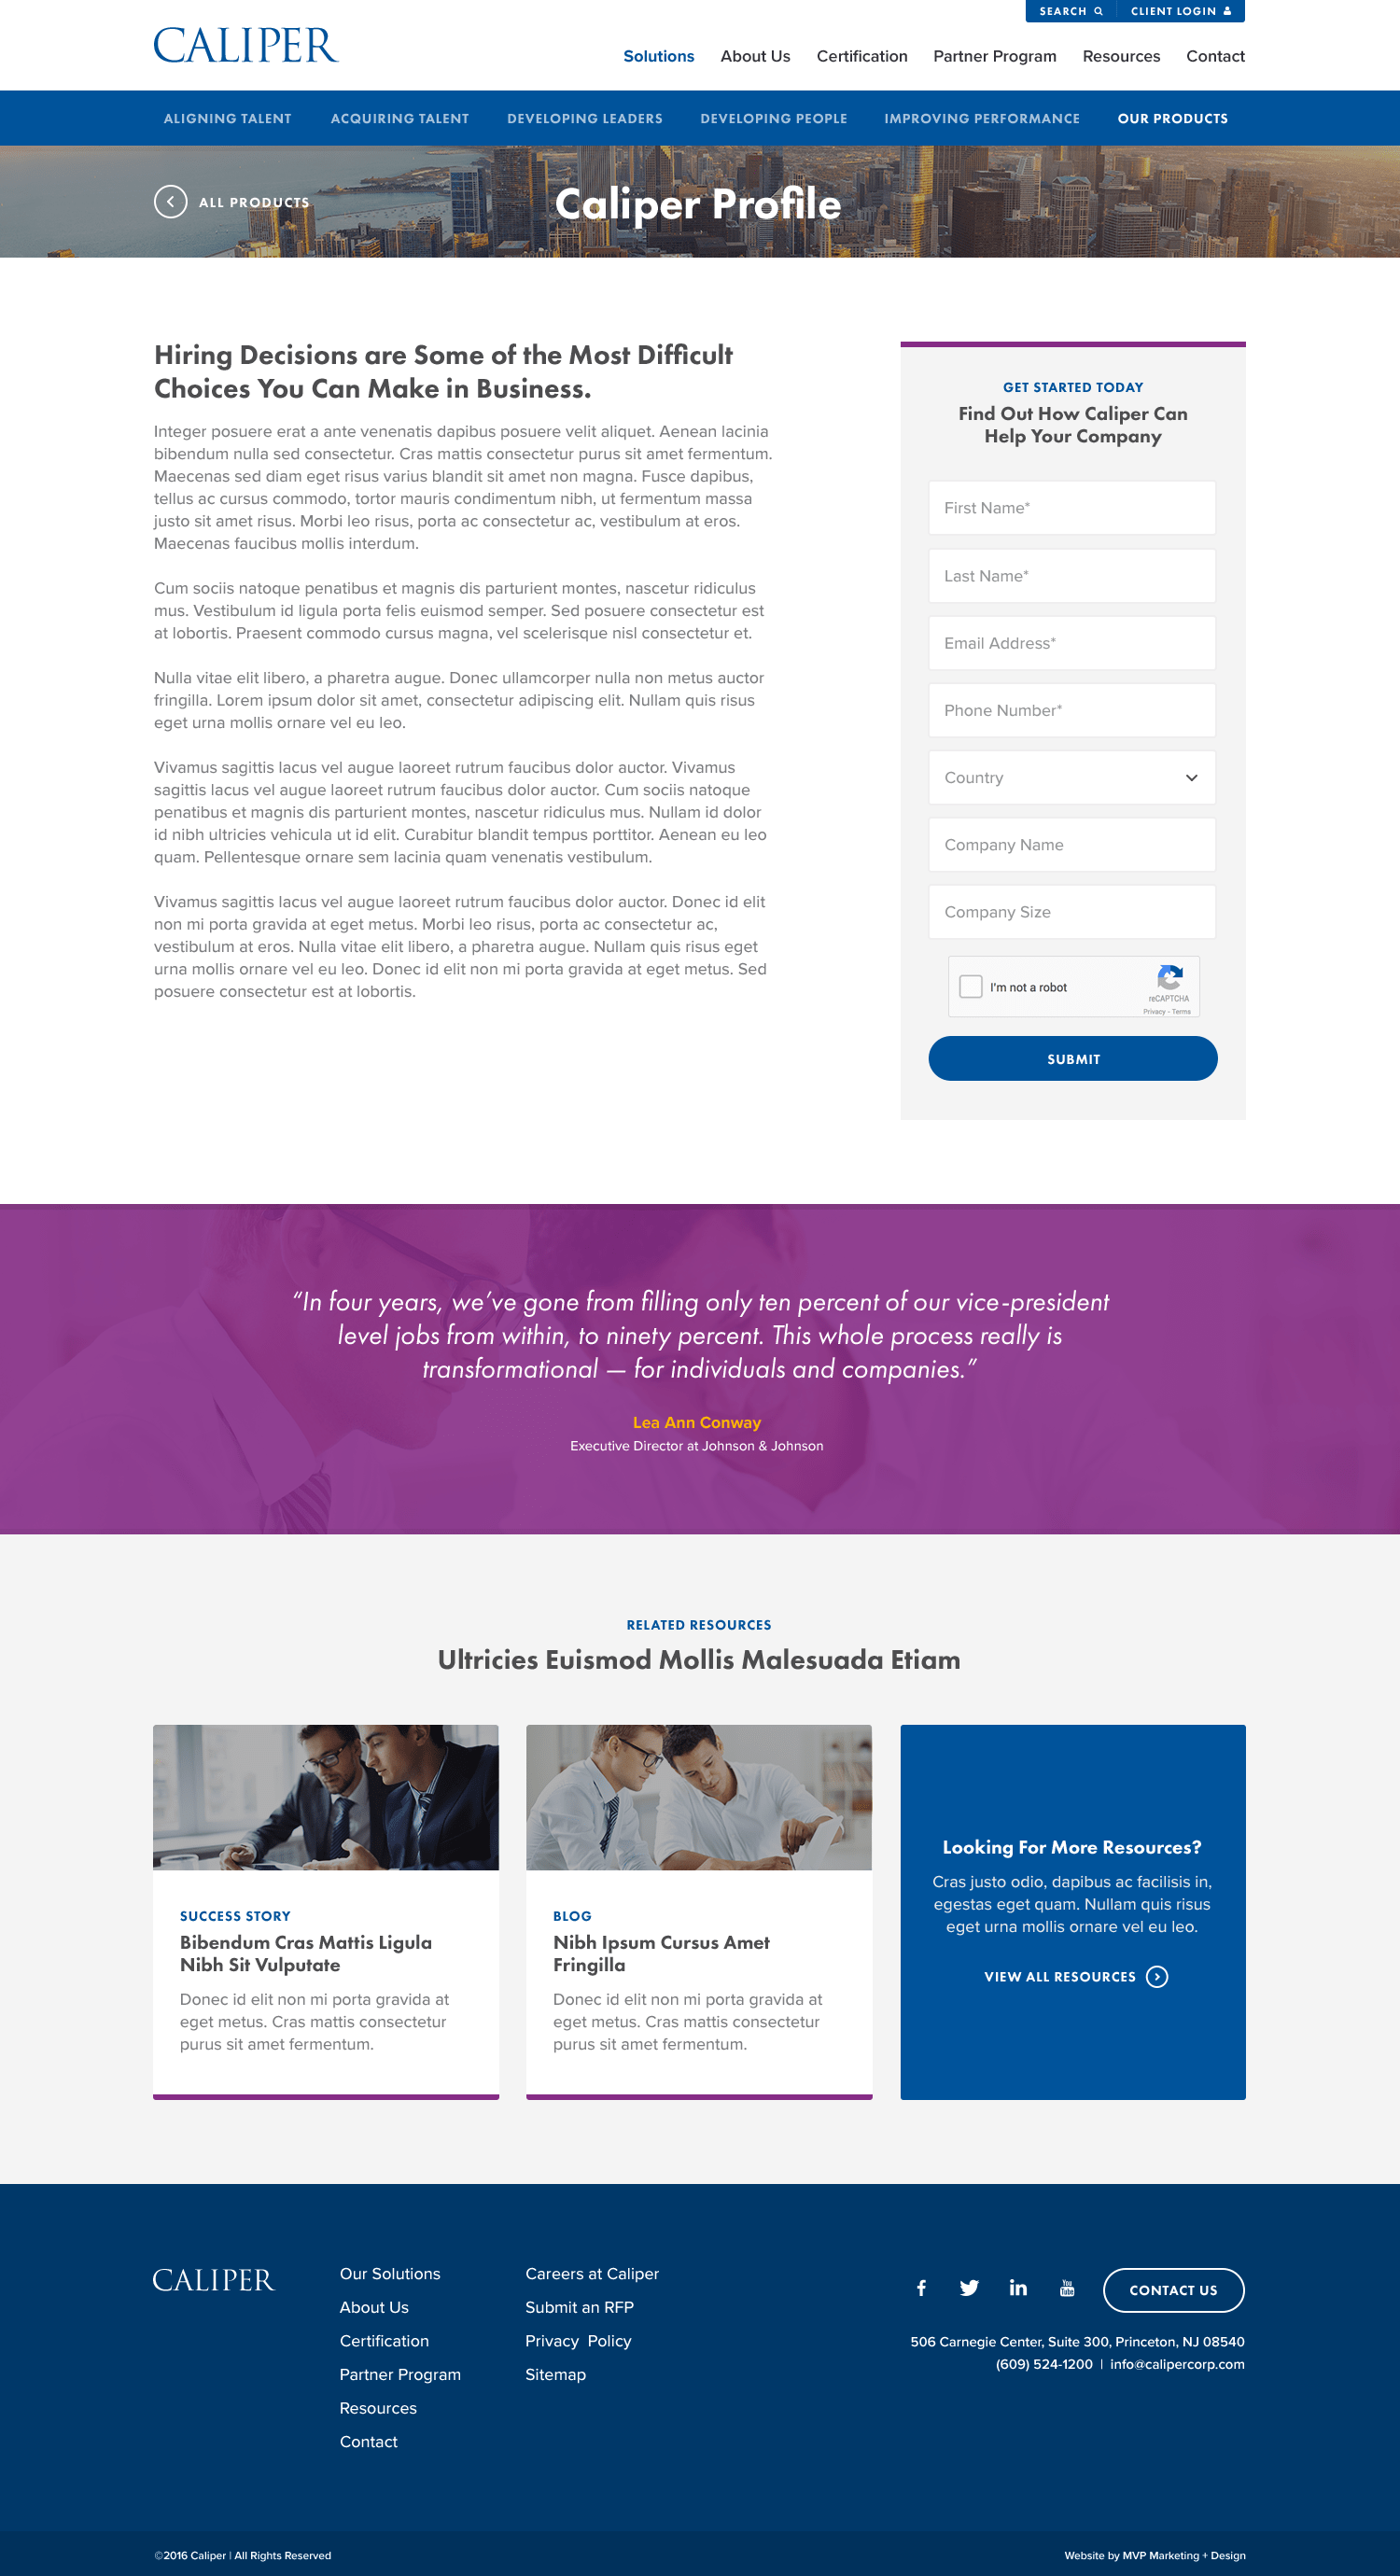 SEARCH
CLIENT LOGIN
CALIPER
Solutions
About Us
Certification
Partner Program
Resources
Contact
ALIGNING TALENT
ACQUIRING TALENT
DEVELOPING LEADERS
DEVELOPING PEOPLE
IMPROVING PERFORMANCE
OUR PRODUCTS
ALL PRODUCTS
Caliper Profile
Hiring Decisions are Some of the Most Difficult
Choices You Can Make in Business.
Integer posuere erat a ante venenatis dapibus posuere velit aliquet. Aenean lacinia
bibendum nulla sed consectetur. Cras mattis consectetur purus sit amet fermentum.
Maecenas sed diam eget risus varius blandit sit amet non magna. Fusce dapibus,
tellus ac cursus commodo, tortor mauris condimentum nibh, ut fermentum massa
justo sit amet risus. Morbi leo risus, porta ac consectetur ac, vestibulum at eros.
Maecenas faucibus mollis interdum.
Cum sociis natoque penatibus et magnis dis parturient montes, nascetur ridiculus
mus. Vestibulum id ligula porta felis euismod semper. Sed posuere consectetur est
at lobortis. Praesent commodo cursus magna, vel scelerisque nisl consectetur et.
Nulla vitae elit libero, a pharetra augue. Donec ullamcorper nulla non metus auctor
fringilla. Lorem ipsum dolor sit amet, consectetur adipiscing elit. Nullam quis risus
eget urna mollis ornare vel eu leo.
Vivamus sagittis lacus vel augue laoreet rutrum faucibus dolor auctor. Vivamus
sagittis lacus vel augue laoreet rutrum faucibus dolor auctor. Cum sociis natoque
penatibus et magnis dis parturient montes, nascetur ridiculus mus. Nullam id dolor
id nibh ultricies vehicula ut id elit. Curabitur blandit tempus porttitor. Aenean eu leo
quam. Pellentesque ornare sem lacinia quam venenatis vestibulum.
Vivamus sagittis lacus vel augue laoreet rutrum faucibus dolor auctor. Donec id elit
non mi porta gravida at eget metus. Morbi leo risus, porta ac consectetur ac,
vestibulum at eros. Nulla vitae elit libero, a pharetra augue. Nullam quis risus eget
urna mollis ornare vel eu leo. Donec id elit non mi porta gravida at eget metus. Sed
posuere consectetur est at lobortis.
GET STARTED TODAY
Find Out How Caliper Can
Help Your Company
First Name*
Last Name*
Email Address*
Phone Number*
Country
Company Name
Company Size
I'm not a robot
reCAPTCHA
Privacy - Terms
SUBMIT
“In four years, we’ve gone from filling only ten percent of our vice-president
level jobs from within, to ninety percent. This whole process really is
transformational — for individuals and companies.”
Lea Ann Conway
Executive Director at Johnson & Johnson
RELATED RESOURCES
Ultricies Euismod Mollis Malesuada Etiam
SUCCESS STORY
Bibendum Cras Mattis Ligula
Nibh Sit Vulputate
Donec id elit non mi porta gravida at
eget metus. Cras mattis consectetur
purus sit amet fermentum.
BLOG
Nibh Ipsum Cursus Amet
Fringilla
Donec id elit non mi porta gravida at
eget metus. Cras mattis consectetur
purus sit amet fermentum.
Looking For More Resources?
Cras justo odio, dapibus ac facilisis in,
egestas eget quam. Nullam quis risus
eget urna mollis ornare vel eu leo.
VIEW ALL RESOURCES
CALIPER
Our Solutions
About Us
Certification
Partner Program
Resources
Contact
Careers at Caliper
Submit an RFP
Privacy Policy
Sitemap
f
in
You Tube
CONTACT US
506 Carnegie Center, Suite 300, Princeton, NJ 08540
(609) 524-1200 | info@calipercorp.com
©2016 Caliper | All Rights Reserved
Website by MVP Marketing + Design